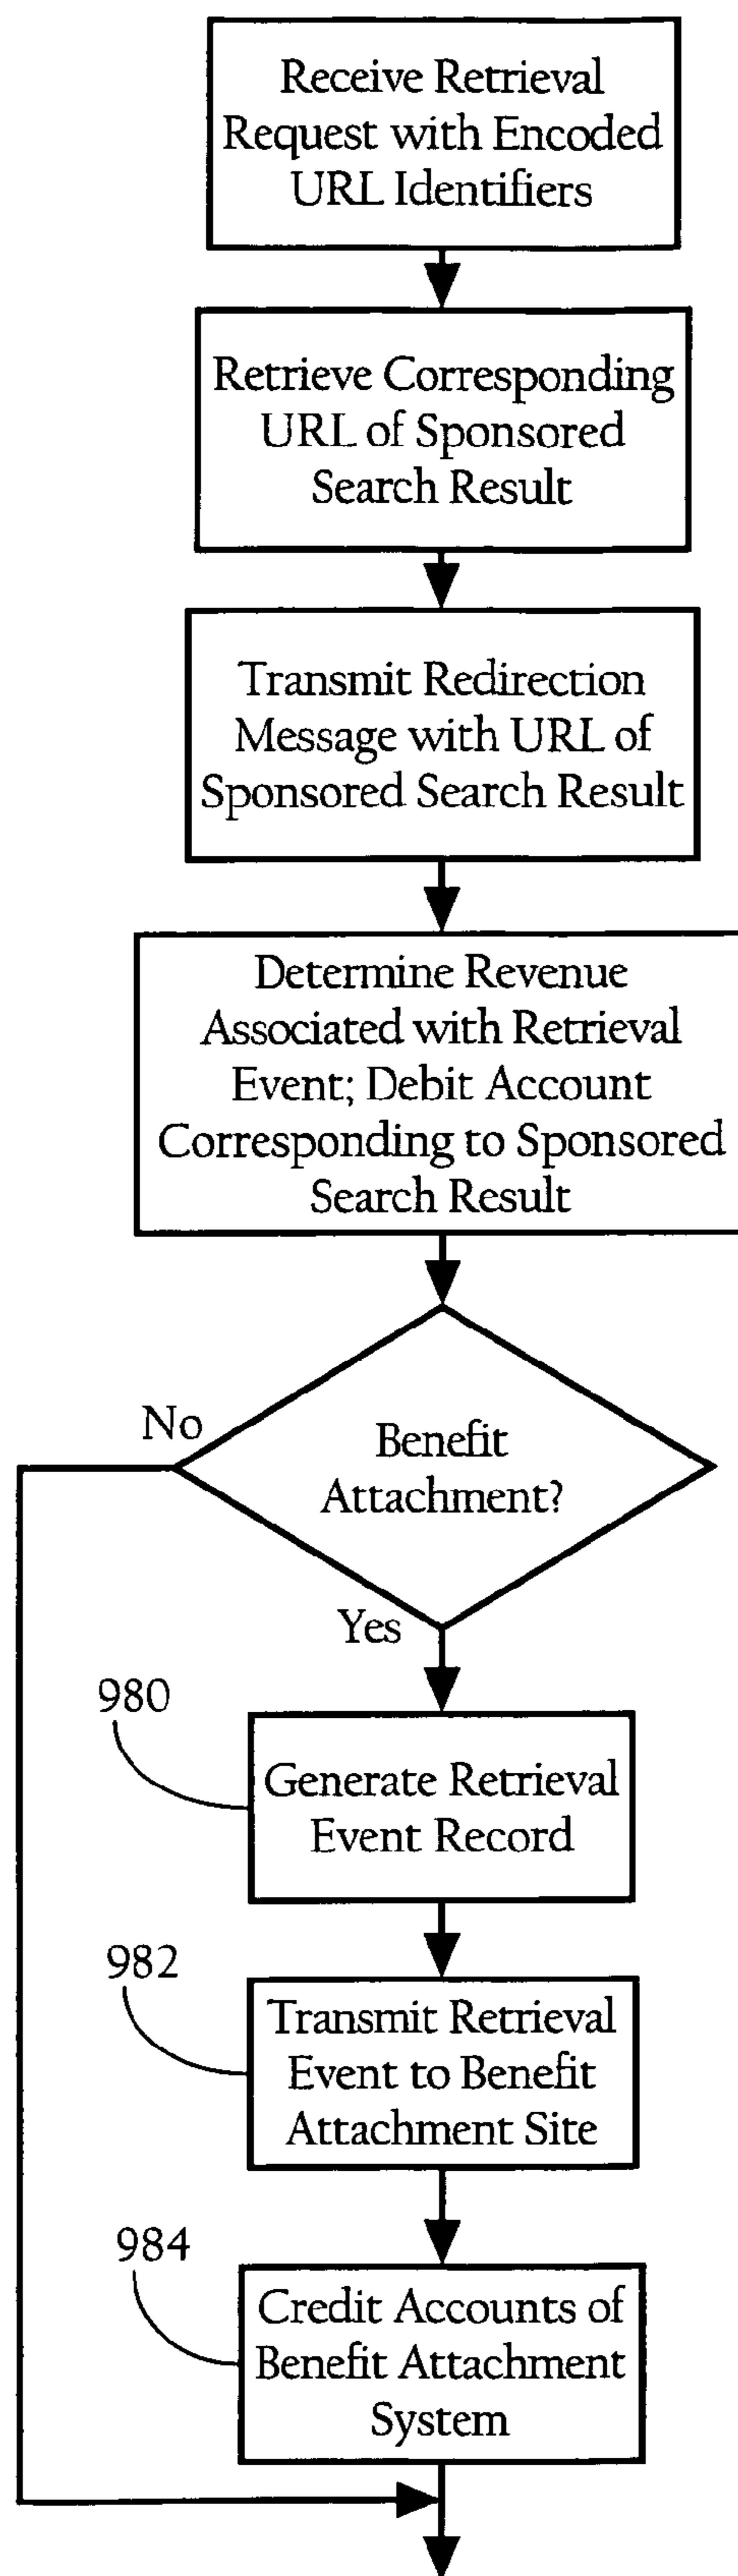 Receive Retrieval
Request with Encoded
URL Identifiers
Retrieve Corresponding
URL of Sponsored
Search Result
Transmit Redirection
Message with URL of
Sponsored Search Result
Determine Revenue
Associated with Retrieval
Event; Debit Account
Corresponding to Sponsored
Search Result
No
Benefit
Attachment?
Yes
980
Generate Retrieval
Event Record
982
Transmit Retrieval
Event to Benefit
Attachment Site
984
Credit Accounts of
Benefit Attachment
System